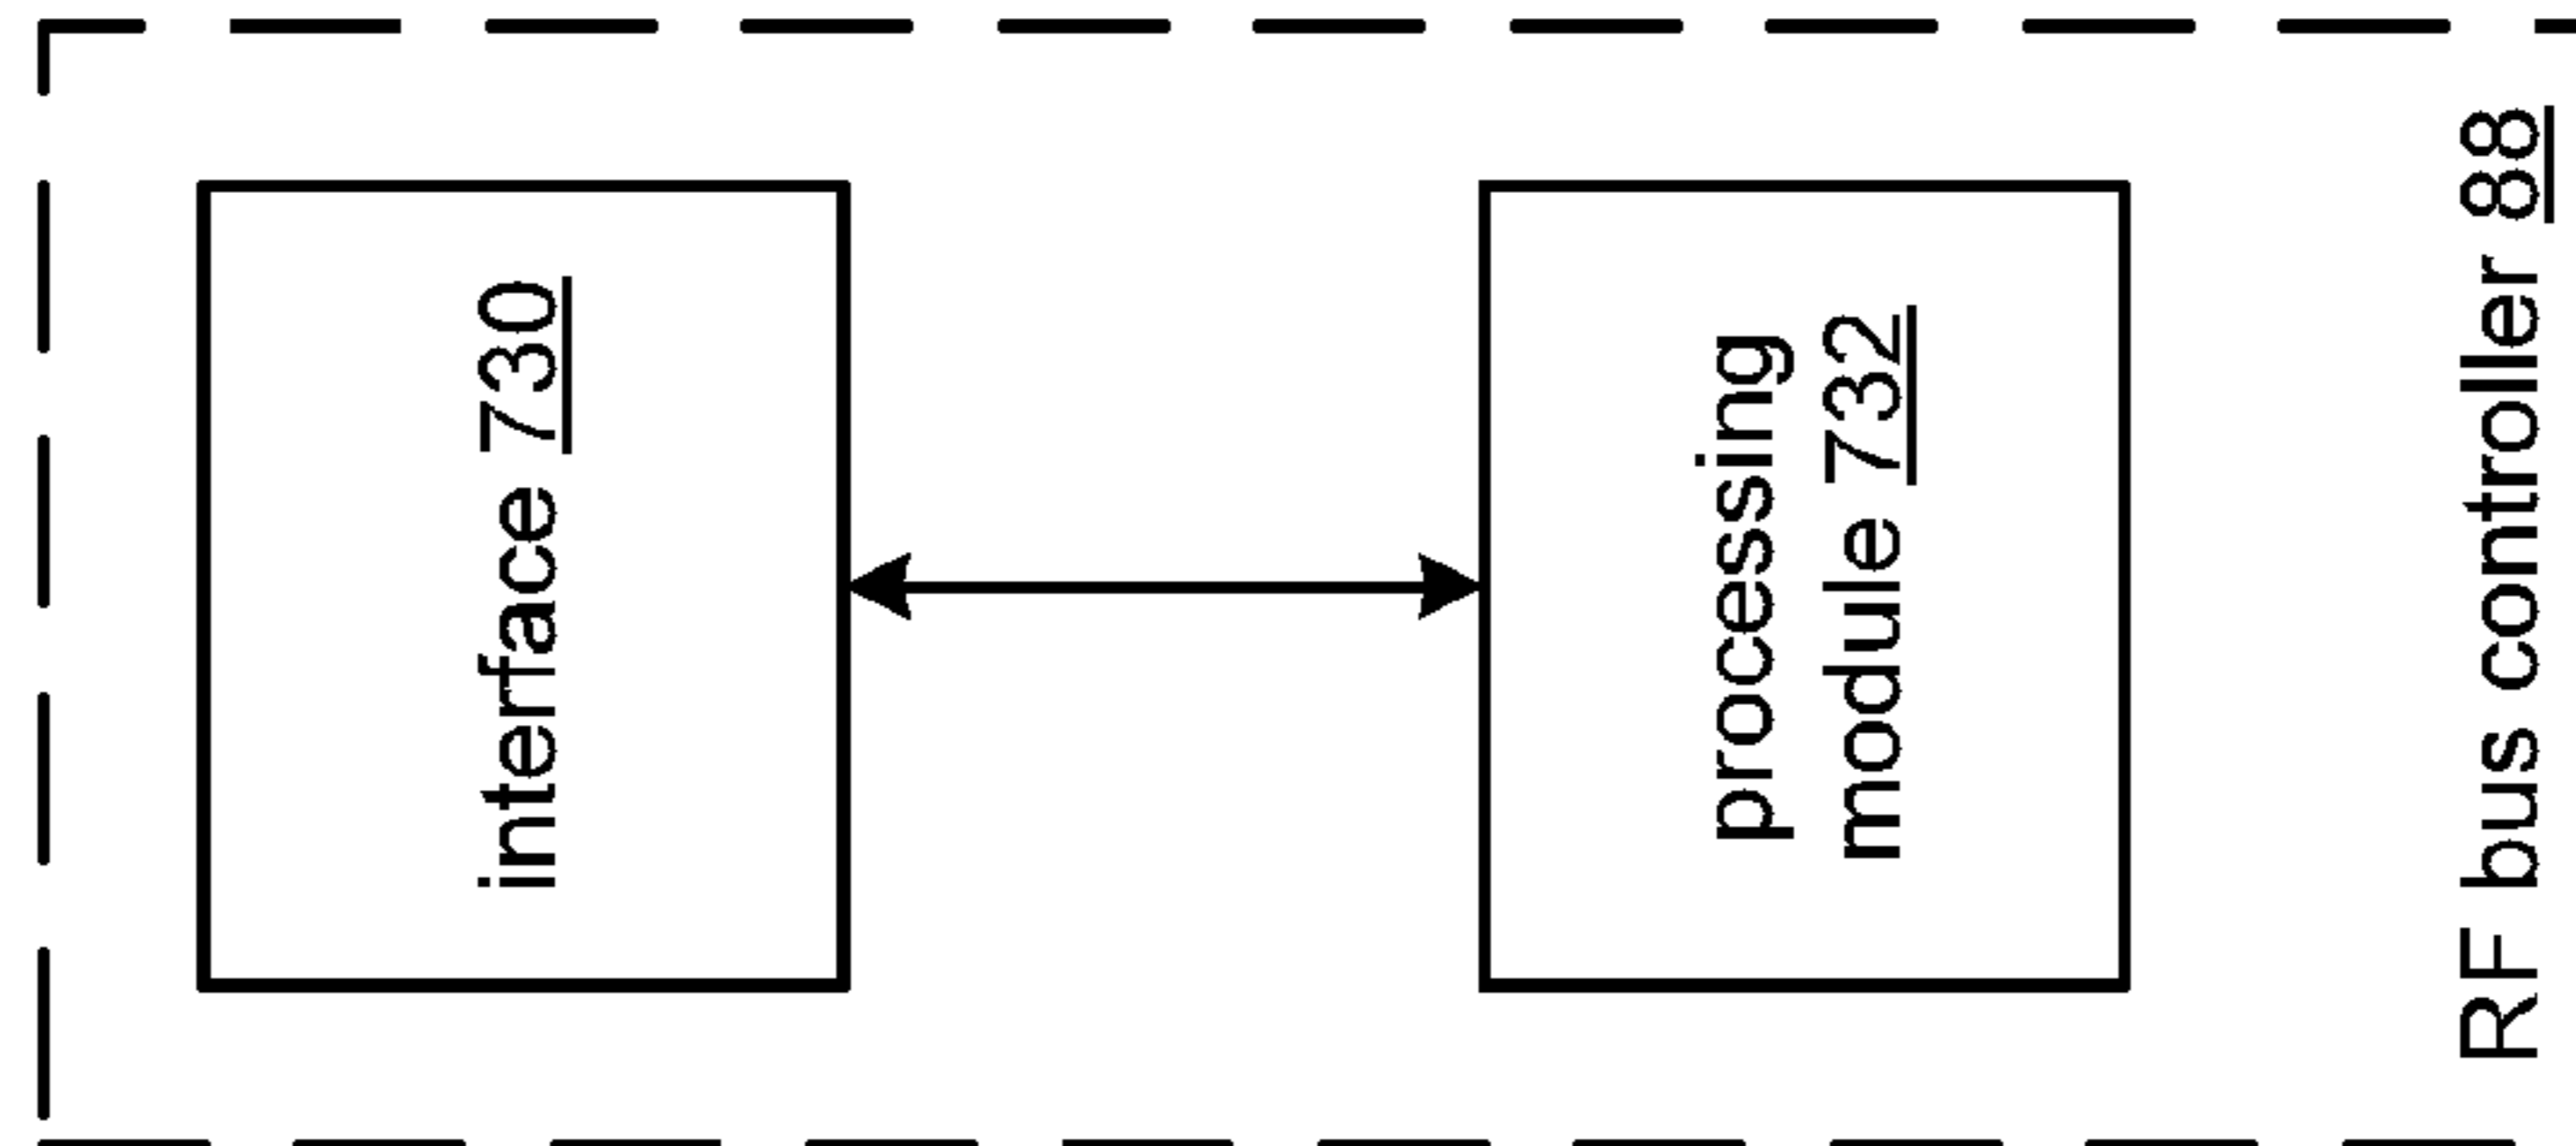 interface 730
processing
module 732
RF bus controller 88